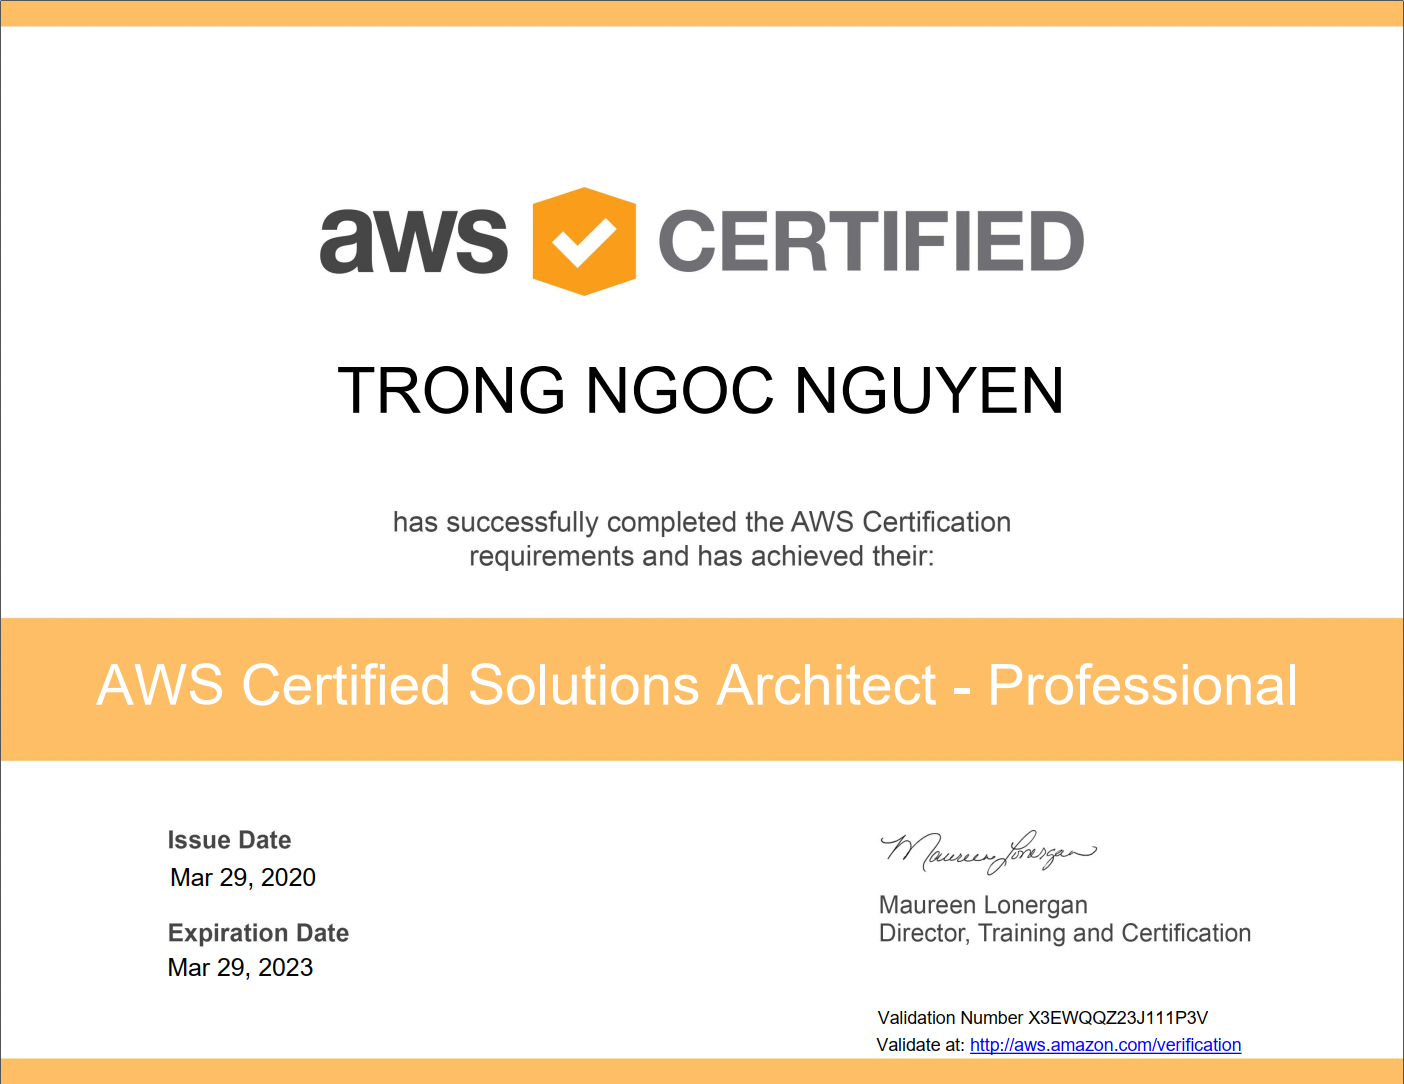 aws CERTIFIED
TRONG NGOC NGUYEN
has successfully completed the AWS Certification
requirements and has achieved their:
AWS Certified Solutions Architect - Professional
Issue Date
Mar 29, 2020
Expiration Date
Mar 29, 2023
Maureen Lonergan
Maureen Lonergan
Director, Training and Certification
Validation Number X3EWQQZ23J111P3V
Validate at: http://aws.amazon.com/verification